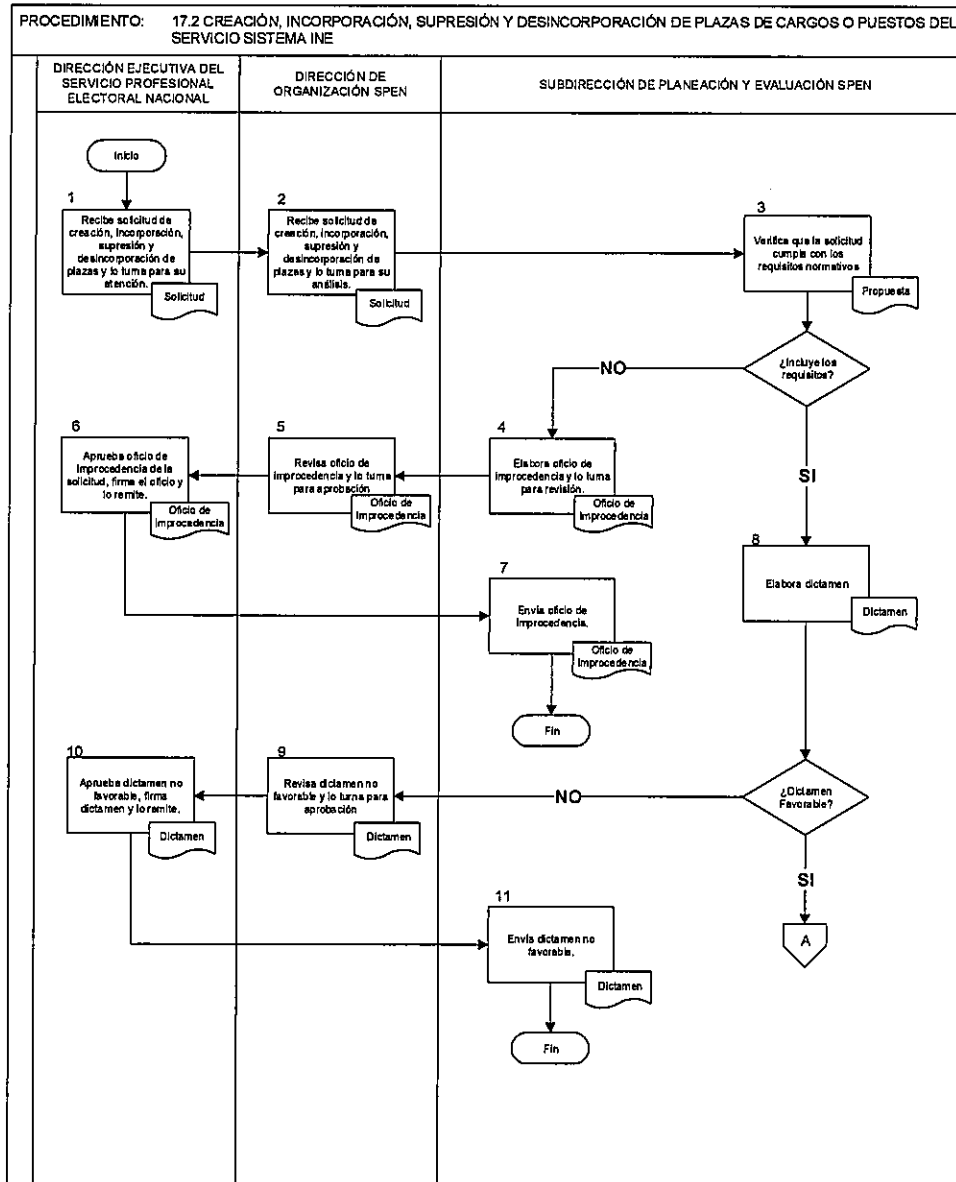 PROCEDIMIENTO: 17.2 CREACIÓN, INCORPORACIÓN, SUPRESIÓN Y DESINCORPORACIÓN DE PLAZAS DE CARGOS O PUESTOS DEL
SERVICIO SISTEMA INE
DIRECCIÓN EJECUTIVA DEL
SERVICIO PROFESIONAL
ELECTORAL NACIONAL
DIRECCIÓN DE
ORGANIZACIÓN SPEN
SUBDIRECCIÓN DE PLANEACIÓN Y EVALUACIÓN SPEN
Inicio
1
Recibe solicitud de
creación, incorporación,
supresión y
desincorporación de
plazas y lo turna para su
atención.
Solicitud
2
Recibe solicitud de
creación, incorporación,
supresión y
desincorporación de
plazas y lo turna para su
análisis.
Solicitud
3
Verifica que la solicitud
cumpla con los
requisitos normativos
Propuesta
¿Incluye los
requisitos?
NO
SI
4
Elabora oficio de
improcedencia y lo turna
para revisión.
Oficio de
Improcedencia
5
Revisa oficio de
improcedencia y lo turna
para aprobación
Oficio de
Improcedencia
6
Aprueba oficio de
improcedencia de la
solicitud, firma el oficio y
lo remite.
Oficio de
Improcedencia
7
Envía oficio de
improcedencia.
Oficio de
Improcedencia
Fin
8
Elabora dictamen
Dictamen
¿Dictamen
Favorable?
NO
SI
A
9
Revisa dictamen no
favorable y lo turna para
aprobación
Dictamen
10
Aprueba dictamen no
favorable, firma
dictamen y lo remite.
Dictamen
11
Envía dictamen no
favorable.
Dictamen
Fin